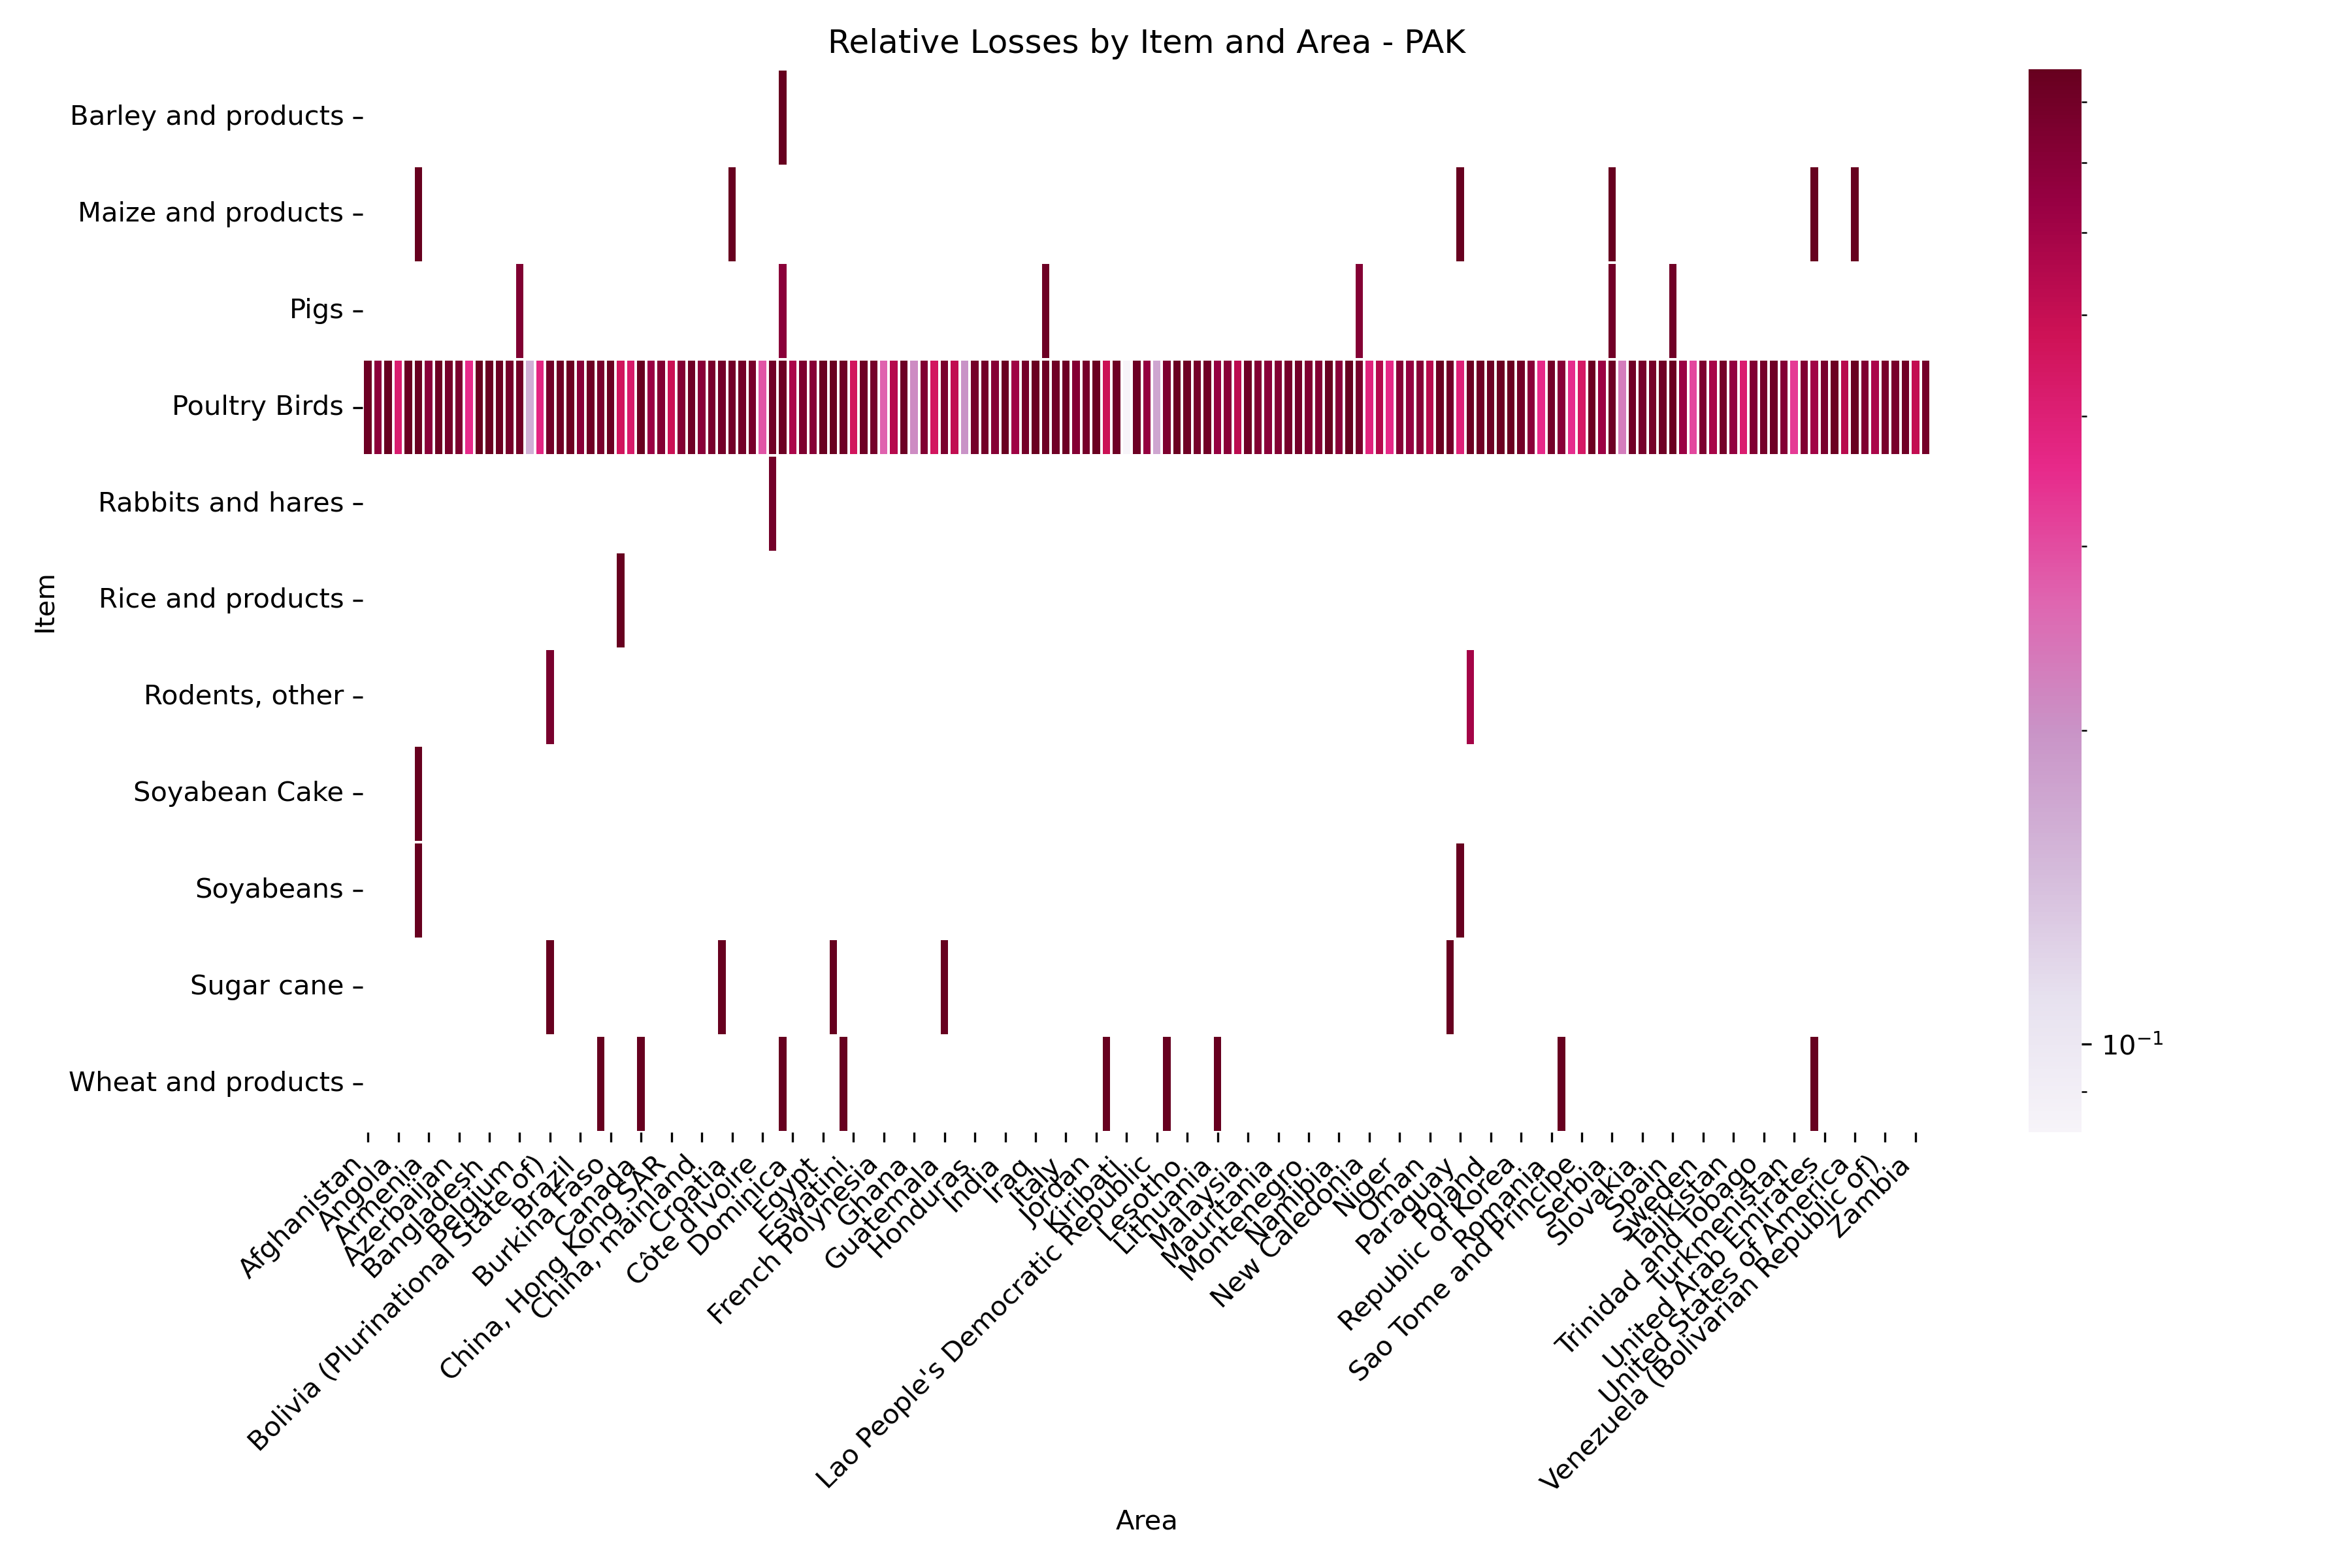 Relative Losses by Item and Area - PAK
Item
Barley and products
Maize and products
Pigs
Poultry Birds
Rabbits and hares
Rice and products
Rodents, other
Soyabean Cake
Soyabeans
Sugar cane
Wheat and products
Afghanistan
Angola
Armenia
Azerbaijan
Bangladesh
Belgium
Bolivia (Plurinational State of)
Brazil
Burkina Faso
Canada
China, Hong Kong SAR
China, mainland
Croatia
Côte d'Ivoire
Dominica
Egypt
Eswatini
French Polynesia
Ghana
Guatemala
Honduras
India
Iraq
Italy
Jordan
Kiribati
Lao People's Democratic Republic
Lesotho
Lithuania
Malaysia
Mauritania
Montenegro
Namibia
New Caledonia
Niger
Oman
Paraguay
Poland
Republic of Korea
Romania
Sao Tome and Principe
Serbia
Slovakia
Spain
Sweden
Tajikistan
Trinidad and Tobago
Turkmenistan
United Arab Emirates
United States of America
Venezuela (Bolivarian Republic of)
Zambia
Area
10⁻¹